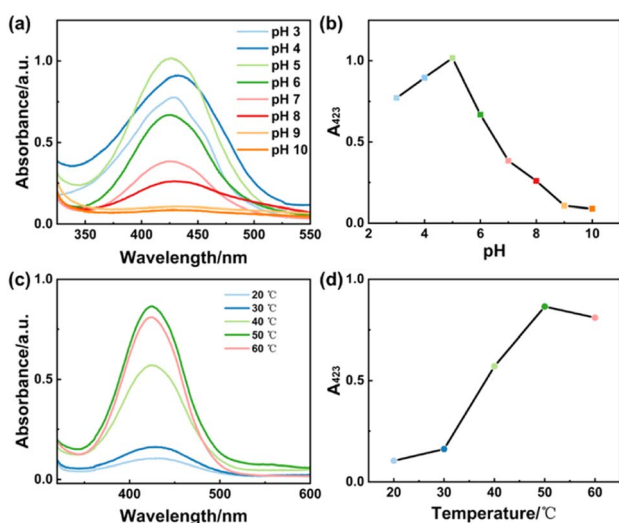 (a)
Absorbance/a.u.
1.0
0.5
0.0
350
400
450
500
550
Wavelength/nm
pH 3
pH 4
pH 5
pH 6
pH 7
pH 8
pH 9
pH 10
(b)
A423
1.0
0.5
0.0
2
4
6
8
10
pH
(c)
Absorbance/a.u.
1.0
0.5
0.0
400
500
600
Wavelength/nm
20 ℃
30 ℃
40 ℃
50 ℃
60 ℃
(d)
A423
1.0
0.5
0.0
20
30
40
50
60
Temperature/℃